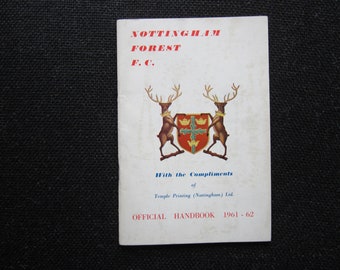 NOTTINGHAM
FOREST
F.C.
With the Compliments
of
Temple Printing (Nottingham) Ltd.
OFFICIAL HANDBOOK 1961 - 62